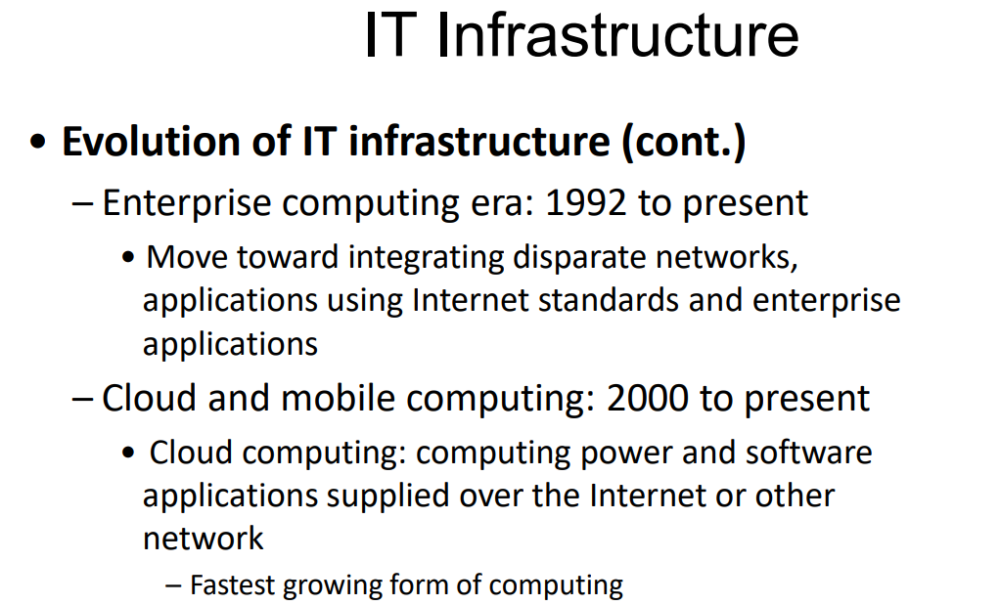 IT Infrastructure
• Evolution of IT infrastructure (cont.)
– Enterprise computing era: 1992 to present
• Move toward integrating disparate networks,
applications using Internet standards and enterprise
applications
– Cloud and mobile computing: 2000 to present
• Cloud computing: computing power and software
applications supplied over the Internet or other
network
– Fastest growing form of computing